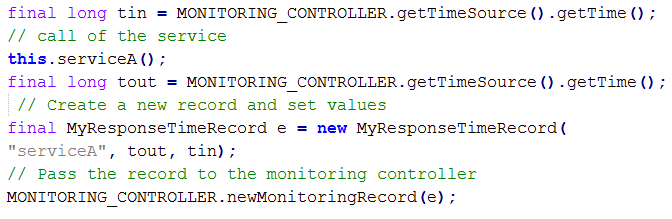 final long tin = MONITORING_CONTROLLER.getTimeSource().getTime();
// call of the service
this.serviceA();
final long tout = MONITORING_CONTROLLER.getTimeSource().getTime();
// Create a new record and set values
final MyResponseTimeRecord e = new MyResponseTimeRecord(
"serviceA", tout, tin);
// Pass the record to the monitoring controller
MONITORING_CONTROLLER.newMonitoringRecord(e);